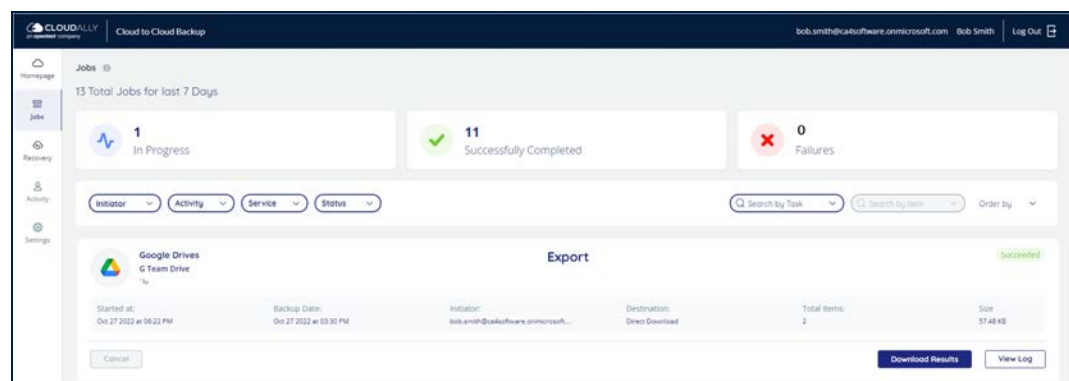 CLOUDALLY
an opentext company
Cloud to Cloud Backup
bob.smith@ca4software.onmicrosoft.com Bob Smith Log Out
Homepage
Jobs
Recovery
Activity
Settings
Jobs
13 Total Jobs for last 7 Days
1
In Progress
11
Successfully Completed
0
Failures
Initiator Activity Service Status Search by Task Search by Item Order by
Google Drives
G Team Drive
Export
Succeeded
Started at: Backup Date: Initiator: Destination: Total Items: Size
Oct 27 2022 at 06:22 PM Oct 27 2022 at 03:30 PM bob.smith@ca4software.onmicrosoft.... Direct Download 2 57.48 KB
Cancel Download Results View Log